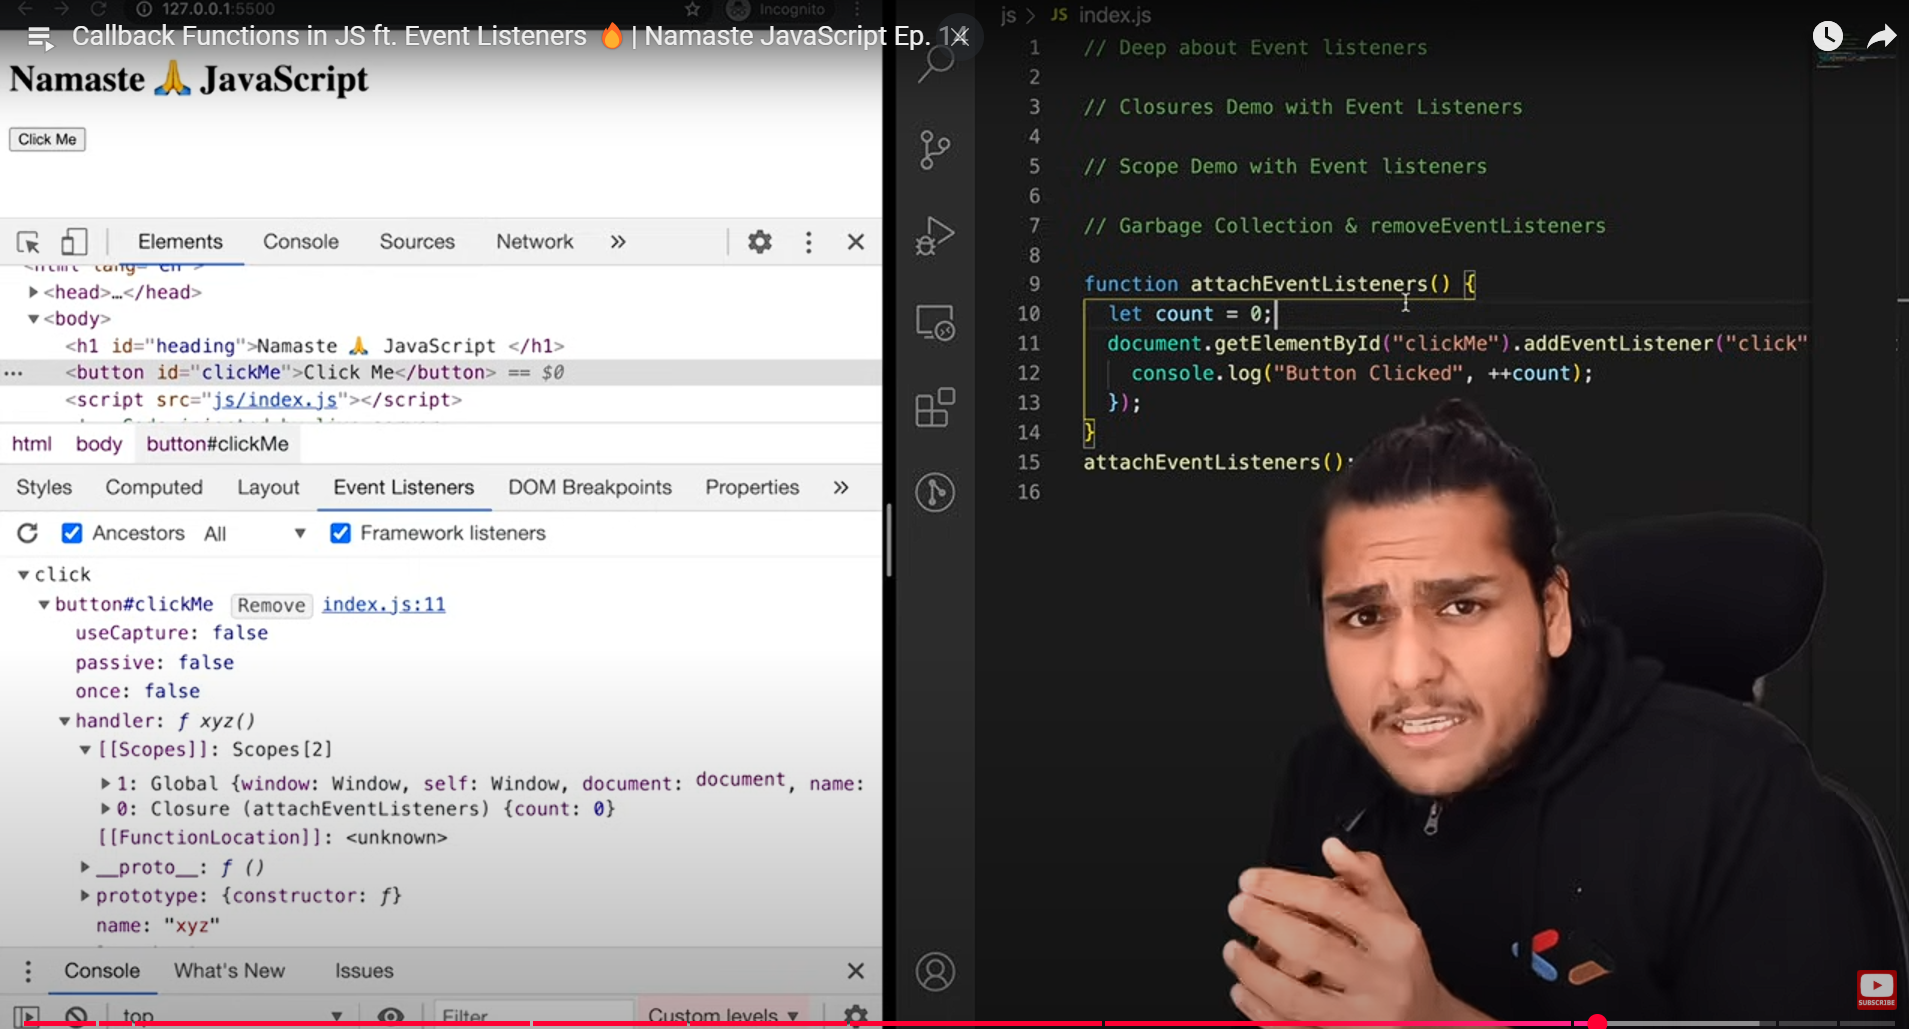 127.0.0.1:5500
Incognito
Callback Functions in JS ft. Event Listeners 🔥 | Namaste JavaScript Ep. 14
Namaste 🙏 JavaScript
Click Me
Elements Console Sources Network »
<html lang="en">
<head>…</head>
<body>
<h1 id="heading">Namaste 🙏 JavaScript </h1>
<button id="clickMe">Click Me</button> == $0
<script src="js/index.js"></script>
html body button#clickMe
Styles Computed Layout Event Listeners DOM Breakpoints Properties »
Ancestors All Framework listeners
click
button#clickMe Remove index.js:11
useCapture: false
passive: false
once: false
handler: ƒ xyz()
[[Scopes]]: Scopes[2]
1: Global {window: Window, self: Window, document: document, name:
0: Closure (attachEventListeners) {count: 0}
[[FunctionLocation]]: <unknown>
__proto__: ƒ ()
prototype: {constructor: ƒ}
name: "xyz"
Console What's New Issues
top Filter Custom levels
js > JS index.js
1 // Deep about Event listeners
2
3 // Closures Demo with Event Listeners
4
5 // Scope Demo with Event listeners
6
7 // Garbage Collection & removeEventListeners
8
9 function attachEventListeners() {
10 let count = 0;
11 document.getElementById("clickMe").addEventListener("click"
12 console.log("Button Clicked", ++count);
13 });
14 }
15 attachEventListeners();
16
SUBSCRIBE